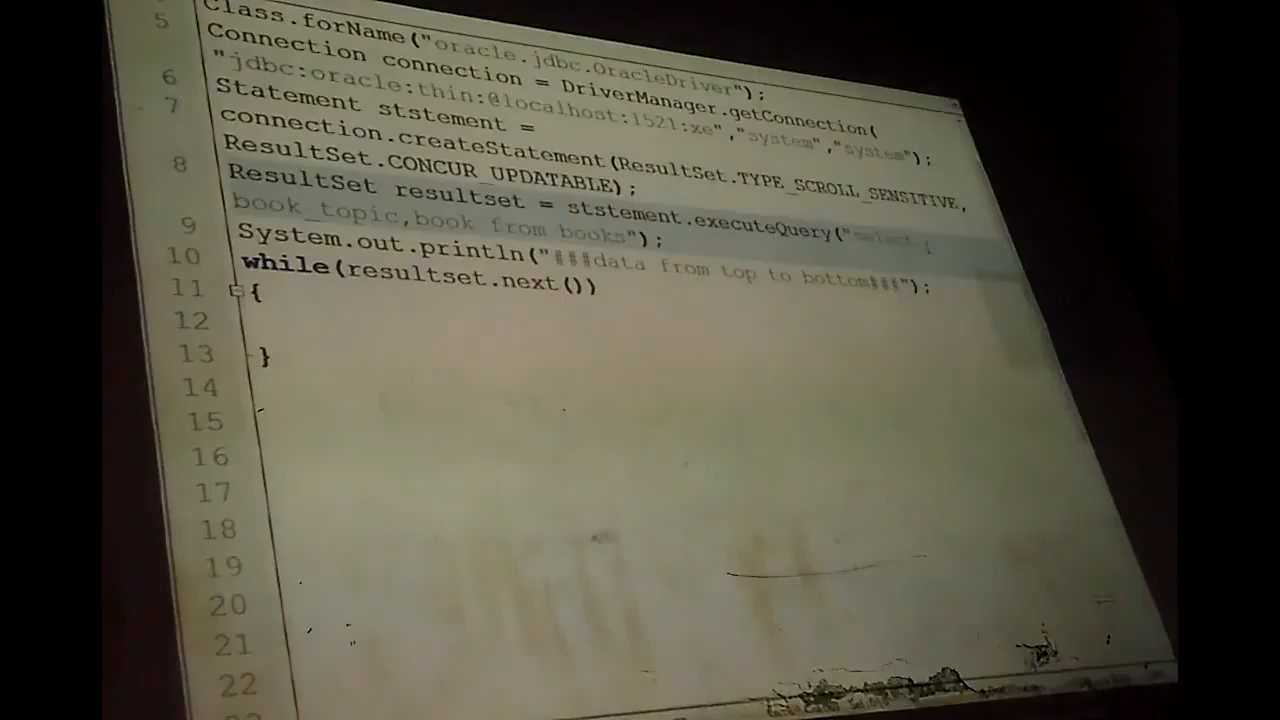 5 Class.forName("oracle.jdbc.OracleDriver");
Connection connection = DriverManager.getConnection(
"jdbc:oracle:thin:@localhost:1521:xe","system","system");
6 Statement ststement =
7 connection.createStatement(ResultSet.TYPE_SCROLL_SENSITIVE,
ResultSet.CONCUR_UPDATABLE);
8 ResultSet resultset = ststement.executeQuery("select
book_topic,book from books");
9 System.out.println("###data from top to bottom###");
10 while(resultset.next())
11 {
12
13 }
14
15
16
17
18
19
20
21
22